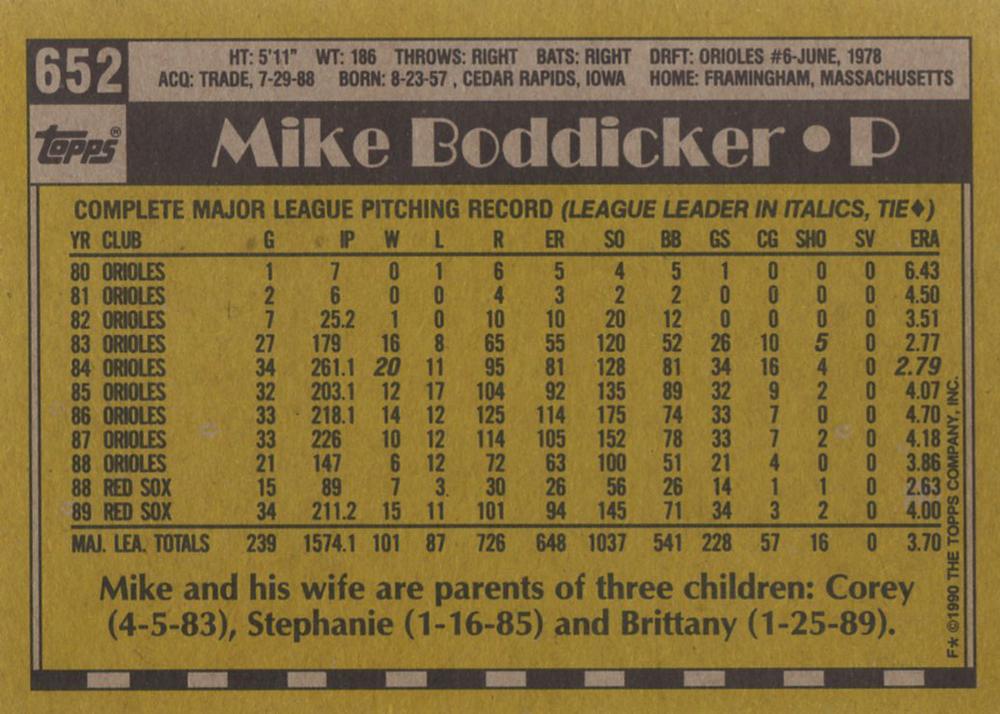 652
HT: 5'11" WT: 186 THROWS: RIGHT BATS: RIGHT DRFT: ORIOLES #6-JUNE, 1978
ACQ: TRADE, 7-29-88 BORN: 8-23-57 , CEDAR RAPIDS, IOWA HOME: FRAMINGHAM, MASSACHUSETTS
TOPPS®
Mike Boddicker • P
COMPLETE MAJOR LEAGUE PITCHING RECORD (LEAGUE LEADER IN ITALICS, TIE♦)
YR CLUB G IP W L R ER SO BB GS CG SHO SV ERA
80 ORIOLES 1 7 0 1 6 5 4 5 1 0 0 0 6.43
81 ORIOLES 2 6 0 0 4 3 2 2 0 0 0 0 4.50
82 ORIOLES 7 25.2 1 0 10 10 20 12 0 0 0 0 3.51
83 ORIOLES 27 179 16 8 65 55 120 52 26 10 5 0 2.77
84 ORIOLES 34 261.1 20 11 95 81 128 81 34 16 4 0 2.79
85 ORIOLES 32 203.1 12 17 104 92 135 89 32 9 2 0 4.07
86 ORIOLES 33 218.1 14 12 125 114 175 74 33 7 0 0 4.70
87 ORIOLES 33 226 10 12 114 105 152 78 33 7 2 0 4.18
88 ORIOLES 21 147 6 12 72 63 100 51 21 4 0 0 3.86
88 RED SOX 15 89 7 3 30 26 56 26 14 1 1 0 2.63
89 RED SOX 34 211.2 15 11 101 94 145 71 34 3 2 0 4.00
MAJ. LEA. TOTALS 239 1574.1 101 87 726 648 1037 541 228 57 16 0 3.70
Mike and his wife are parents of three children: Corey
(4-5-83), Stephanie (1-16-85) and Brittany (1-25-89).
F* ©1990 THE TOPPS COMPANY, INC.